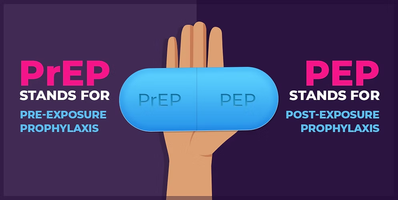 PrEP
STANDS FOR
PRE-EXPOSURE
PROPHYLAXIS
PrEP PEP
PEP
STANDS FOR
POST-EXPOSURE
PROPHYLAXIS